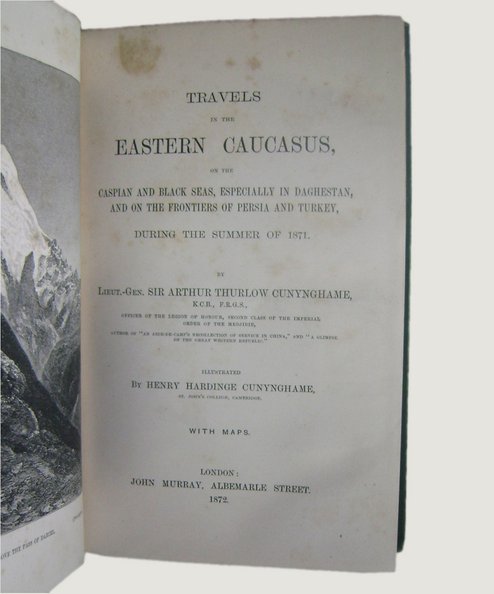 TRAVELS
IN THE
EASTERN CAUCASUS,
ON THE
CASPIAN AND BLACK SEAS, ESPECIALLY IN DAGHESTAN,
AND ON THE FRONTIERS OF PERSIA AND TURKEY,
DURING THE SUMMER OF 1871.
BY
LIEUT.-GEN. SIR ARTHUR THURLOW CUNYNGHAME,
K.C.B., F.R.G.S.,
OFFICER OF THE LEGION OF HONOUR, SECOND CLASS OF THE IMPERIAL
ORDER OF THE MEDJIDIE,
AUTHOR OF "AN AIDE-DE-CAMP'S RECOLLECTION OF SERVICE IN CHINA," AND "A GLIMPSE
OF THE GREAT WESTERN REPUBLIC."
ILLUSTRATED
BY HENRY HARDINGE CUNYNGHAME,
ST. JOHN'S COLLEGE, CAMBRIDGE.
WITH MAPS.
LONDON:
JOHN MURRAY, ALBEMARLE STREET.
1872.
THE PASS OF DARIEL